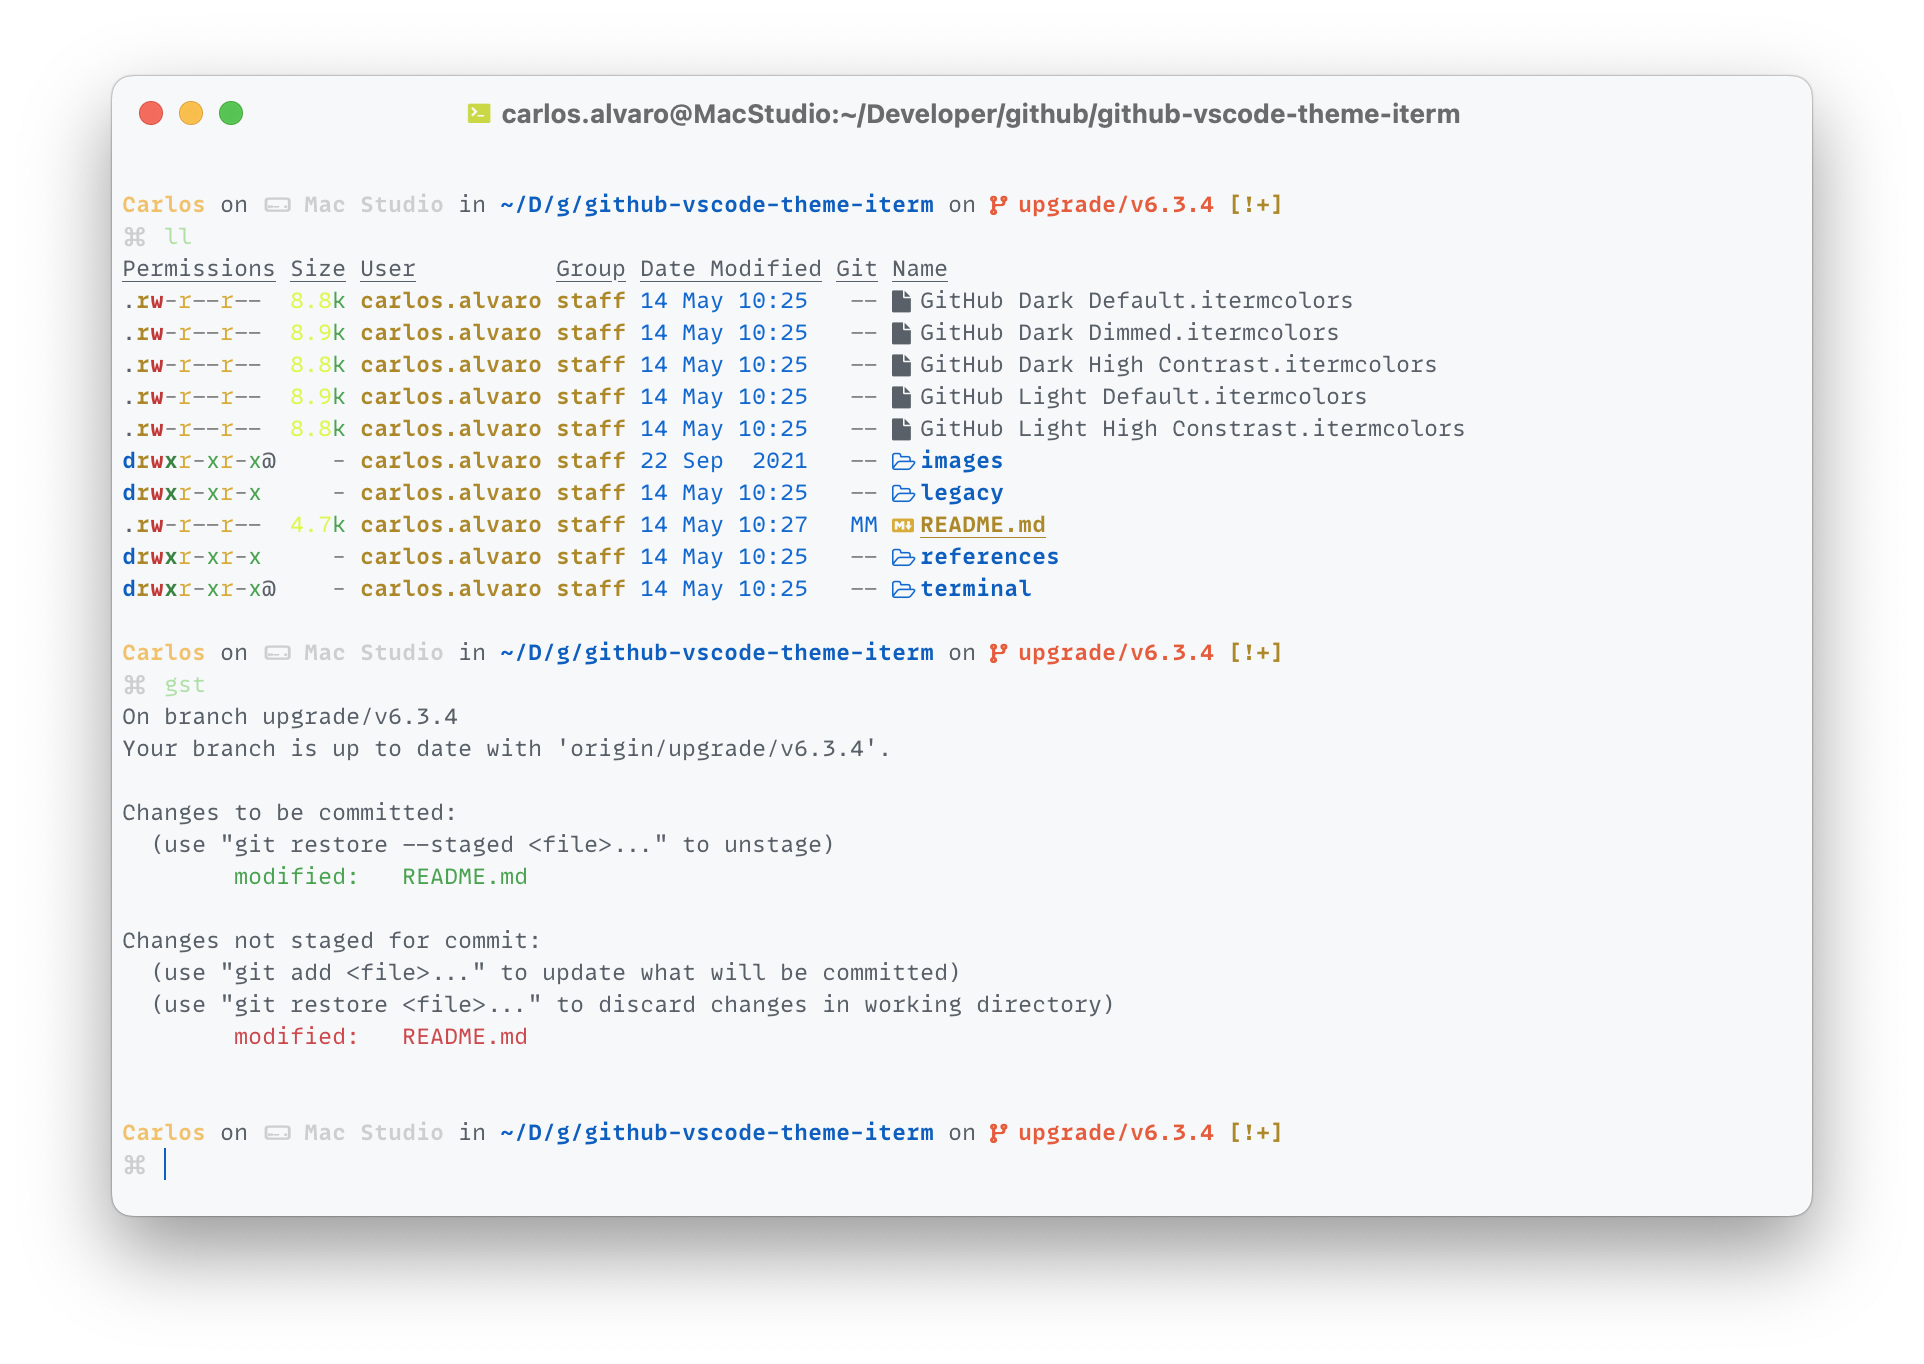 carlos.alvaro@MacStudio:~/Developer/github/github-vscode-theme-iterm
Carlos on Mac Studio in ~/D/g/github-vscode-theme-iterm on upgrade/v6.3.4 [!+]
⌘ ll
Permissions Size User Group Date Modified Git Name
.rw-r--r-- 8.8k carlos.alvaro staff 14 May 10:25 -- GitHub Dark Default.itermcolors
.rw-r--r-- 8.9k carlos.alvaro staff 14 May 10:25 -- GitHub Dark Dimmed.itermcolors
.rw-r--r-- 8.8k carlos.alvaro staff 14 May 10:25 -- GitHub Dark High Contrast.itermcolors
.rw-r--r-- 8.9k carlos.alvaro staff 14 May 10:25 -- GitHub Light Default.itermcolors
.rw-r--r-- 8.8k carlos.alvaro staff 14 May 10:25 -- GitHub Light High Constrast.itermcolors
drwxr-xr-x@ - carlos.alvaro staff 22 Sep 2021 -- images
drwxr-xr-x - carlos.alvaro staff 14 May 10:25 -- legacy
.rw-r--r-- 4.7k carlos.alvaro staff 14 May 10:27 MM README.md
drwxr-xr-x - carlos.alvaro staff 14 May 10:25 -- references
drwxr-xr-x@ - carlos.alvaro staff 14 May 10:25 -- terminal
Carlos on Mac Studio in ~/D/g/github-vscode-theme-iterm on upgrade/v6.3.4 [!+]
⌘ gst
On branch upgrade/v6.3.4
Your branch is up to date with 'origin/upgrade/v6.3.4'.
Changes to be committed:
(use "git restore --staged <file>..." to unstage)
modified: README.md
Changes not staged for commit:
(use "git add <file>..." to update what will be committed)
(use "git restore <file>..." to discard changes in working directory)
modified: README.md
Carlos on Mac Studio in ~/D/g/github-vscode-theme-iterm on upgrade/v6.3.4 [!+]
⌘